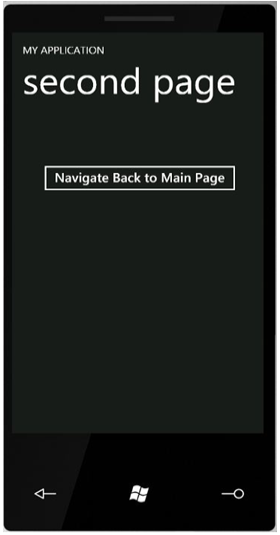 MY APPLICATION
second page
Navigate Back to Main Page